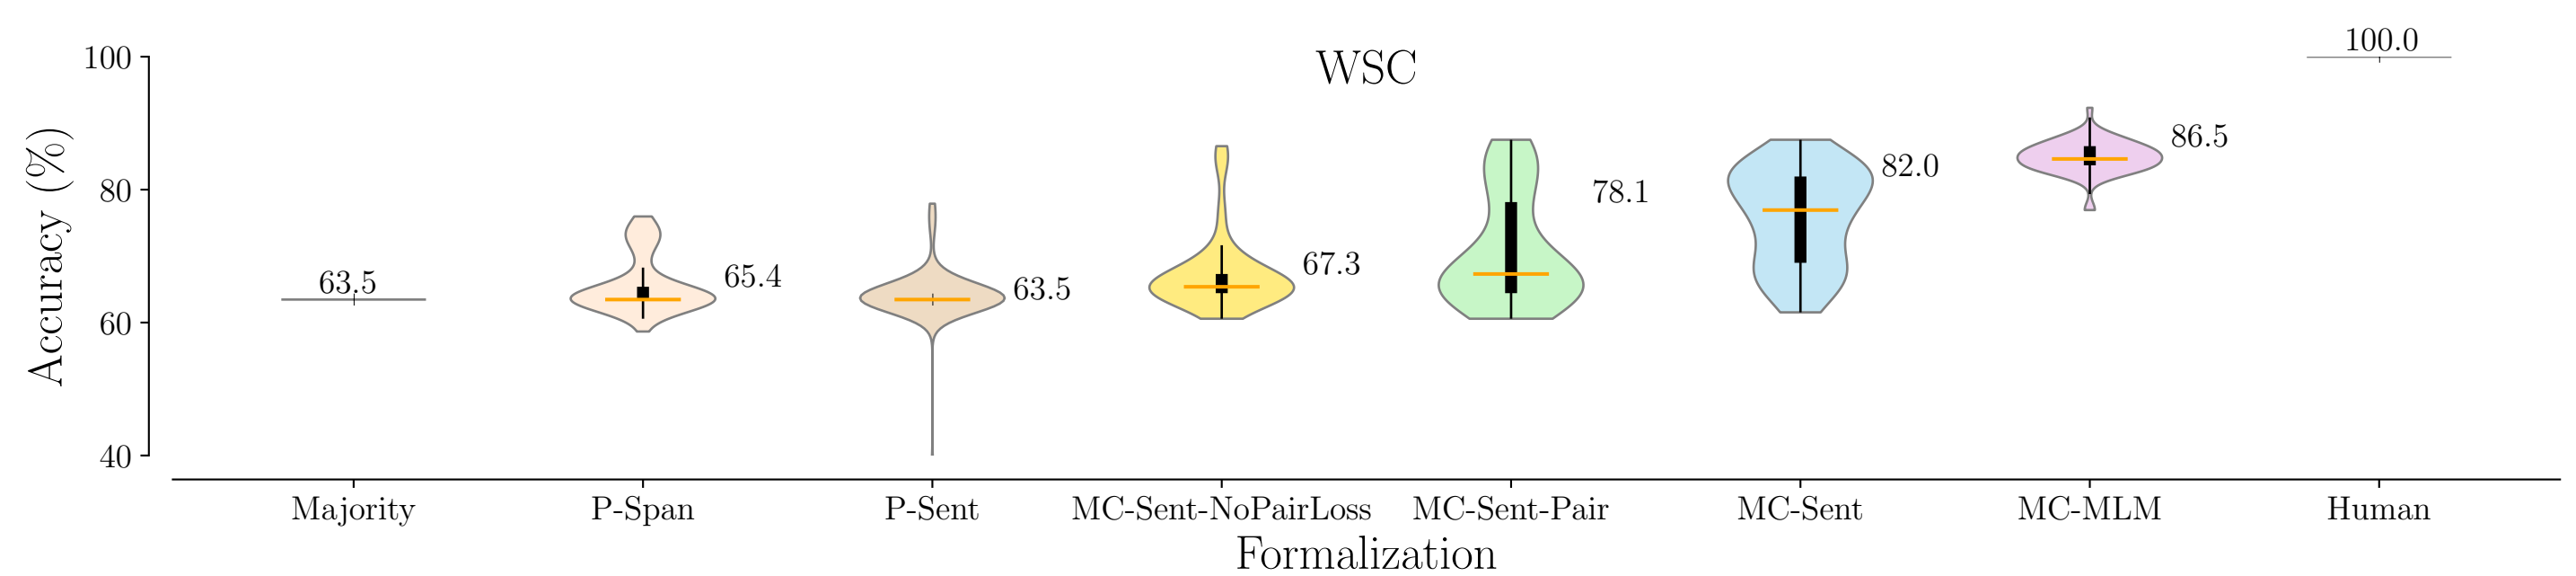 WSC
Accuracy (%)
100
80
60
40
63.5
65.4
63.5
67.3
78.1
82.0
86.5
100.0
Majority
P-Span
P-Sent
MC-Sent-NoPairLoss
MC-Sent-Pair
MC-Sent
MC-MLM
Human
Formalization